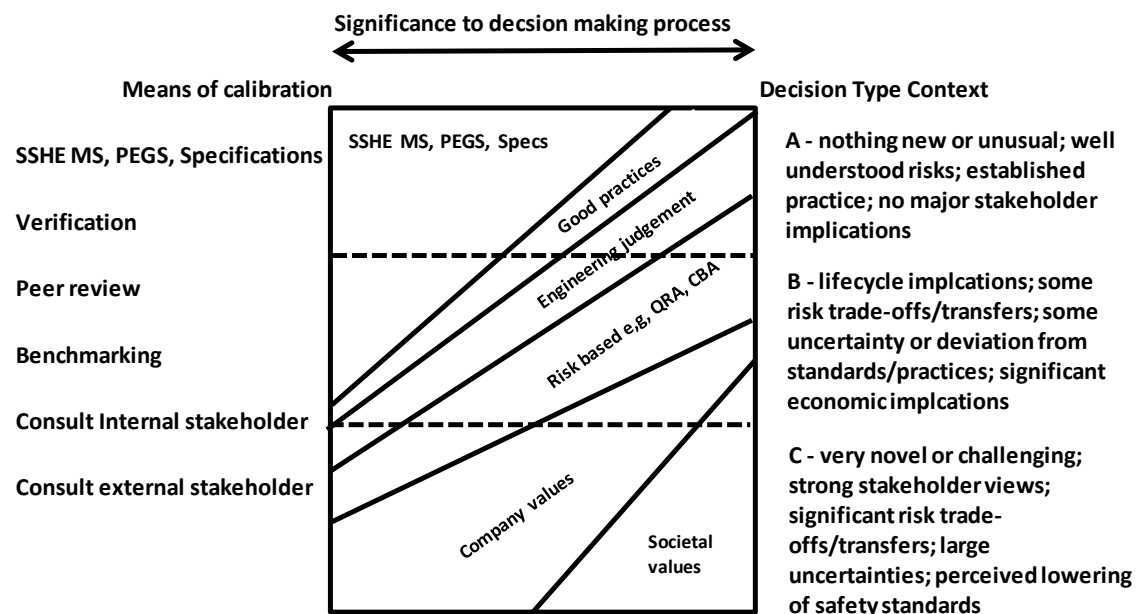 Significance to decsion making process
Means of calibration
Decision Type Context
SSHE MS, PEGS, Specifications
Verification
Peer review
Benchmarking
Consult Internal stakeholder
Consult external stakeholder
SSHE MS, PEGS, Specs
Good practices
Engineering judgement
Risk based e,g, QRA, CBA
Company values
Societal
values
A - nothing new or unusual; well
understood risks; established
practice; no major stakeholder
implications
B - lifecycle implcations; some
risk trade-offs/transfers; some
uncertainty or deviation from
standards/practices; significant
economic implcations
C - very novel or challenging;
strong stakeholder views;
significant risk trade-
offs/transfers; large
uncertainties; perceived lowering
of safety standards